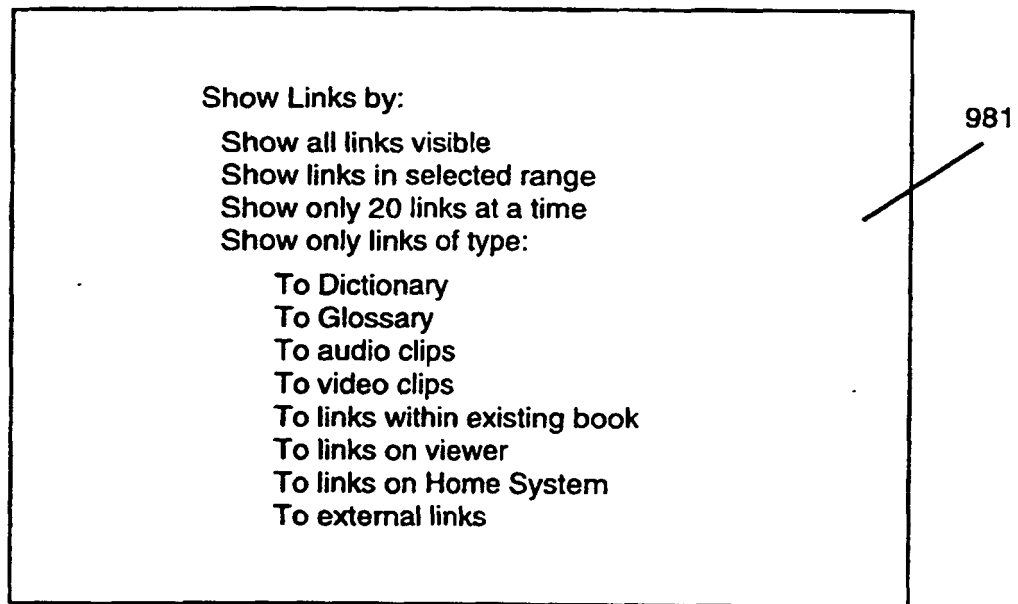 Show Links by:
Show all links visible
Show links in selected range
Show only 20 links at a time
Show only links of type:
To Dictionary
To Glossary
To audio clips
To video clips
To links within existing book
To links on viewer
To links on Home System
To external links
981